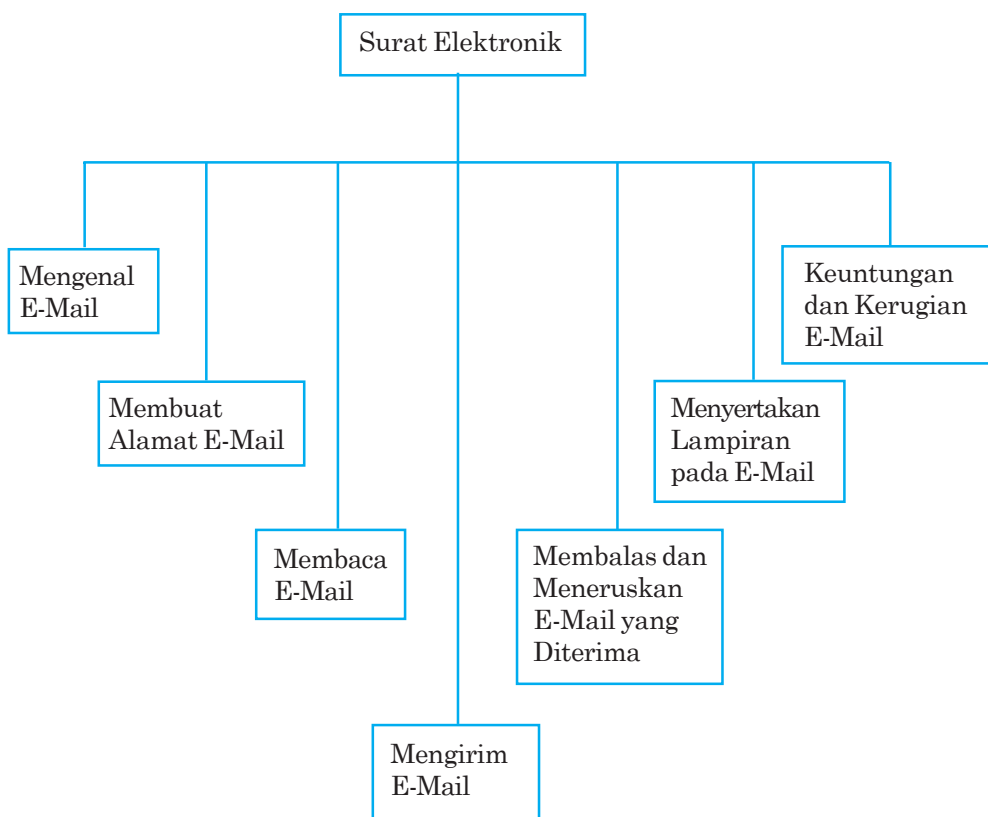 Surat Elektronik
Mengenal
E-Mail
Membuat
Alamat E-Mail
Membaca
E-Mail
Mengirim
E-Mail
Membalas dan
Meneruskan
E-Mail yang
Diterima
Menyertakan
Lampiran
pada E-Mail
Keuntungan
dan Kerugian
E-Mail